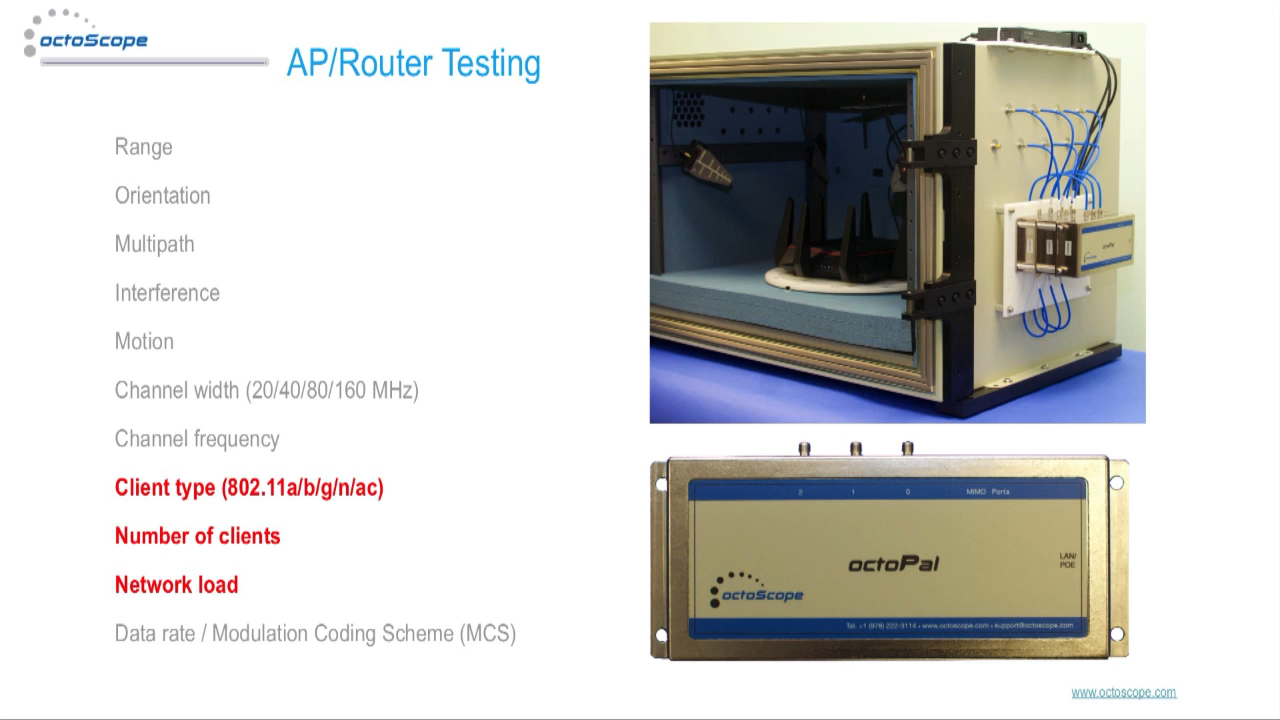 octoScope
AP/Router Testing
Range
Orientation
Multipath
Interference
Motion
Channel width (20/40/80/160 MHz)
Channel frequency
Client type (802.11a/b/g/n/ac)
Number of clients
Network load
Data rate / Modulation Coding Scheme (MCS)
octoPal
2 1 0 MIMO Ports
octoPal
LAN/
POE
octoScope
Tel. +1 (978) 222-3114 • www.octoscope.com • support@octoscope.com
www.octoscope.com